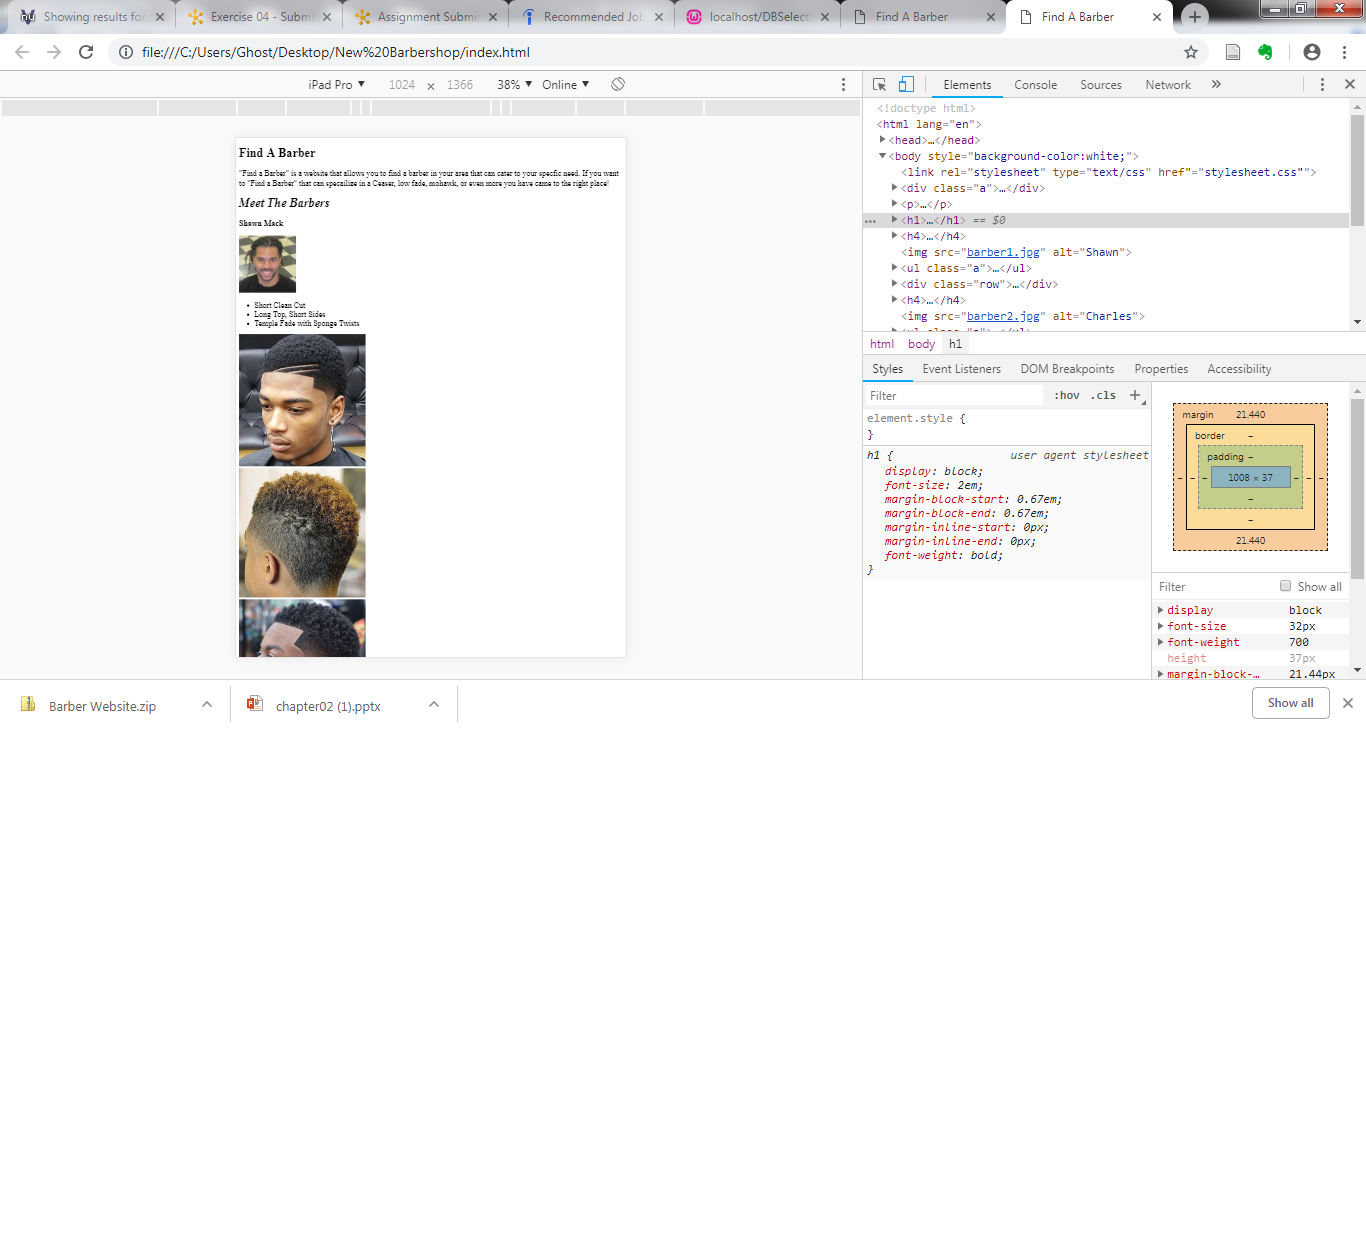 Showing results for
Exercise 04 - Subm
Assignment Submi
Recommended Job
localhost/DBSelect
Find A Barber
Find A Barber
file:///C:/Users/Ghost/Desktop/New%20Barbershop/index.html
iPad Pro ▼ 1024 × 1366 38% ▼ Online ▼
Elements Console Sources Network »
Find A Barber
"Find a Barber" is a website that allows you to find a barber in your area that can cater to your specfic need. If you want
to "Find a Barber" that can specailize in a Ceaser, low fade, mohawk, or even more you have came to the right place!
Meet The Barbers
Shawn Mack
• Short Clean Cut
• Long Top, Short Sides
• Temple Fade with Sponge Twists
<!doctype html>
<html lang="en">
<head>…</head>
<body style="background-color:white;">
<link rel="stylesheet" type="text/css" href"="stylesheet.css"">
<div class="a">…</div>
<p>…</p>
<h1>…</h1> == $0
<h4>…</h4>
<img src="barber1.jpg" alt="Shawn">
<ul class="a">…</ul>
<div class="row">…</div>
<h4>…</h4>
<img src="barber2.jpg" alt="Charles">
<ul class="a">…</ul>
html body h1
Styles Event Listeners DOM Breakpoints Properties Accessibility
Filter :hov .cls +
element.style {
}
h1 { user agent stylesheet
display: block;
font-size: 2em;
margin-block-start: 0.67em;
margin-block-end: 0.67em;
margin-inline-start: 0px;
margin-inline-end: 0px;
font-weight: bold;
}
margin 21.440
border –
padding –
– – – 1008 × 37 – – –
–
–
21.440
Filter Show all
display block
font-size 32px
font-weight 700
height 37px
margin-block-… 21.44px
Barber Website.zip
chapter02 (1).pptx
Show all